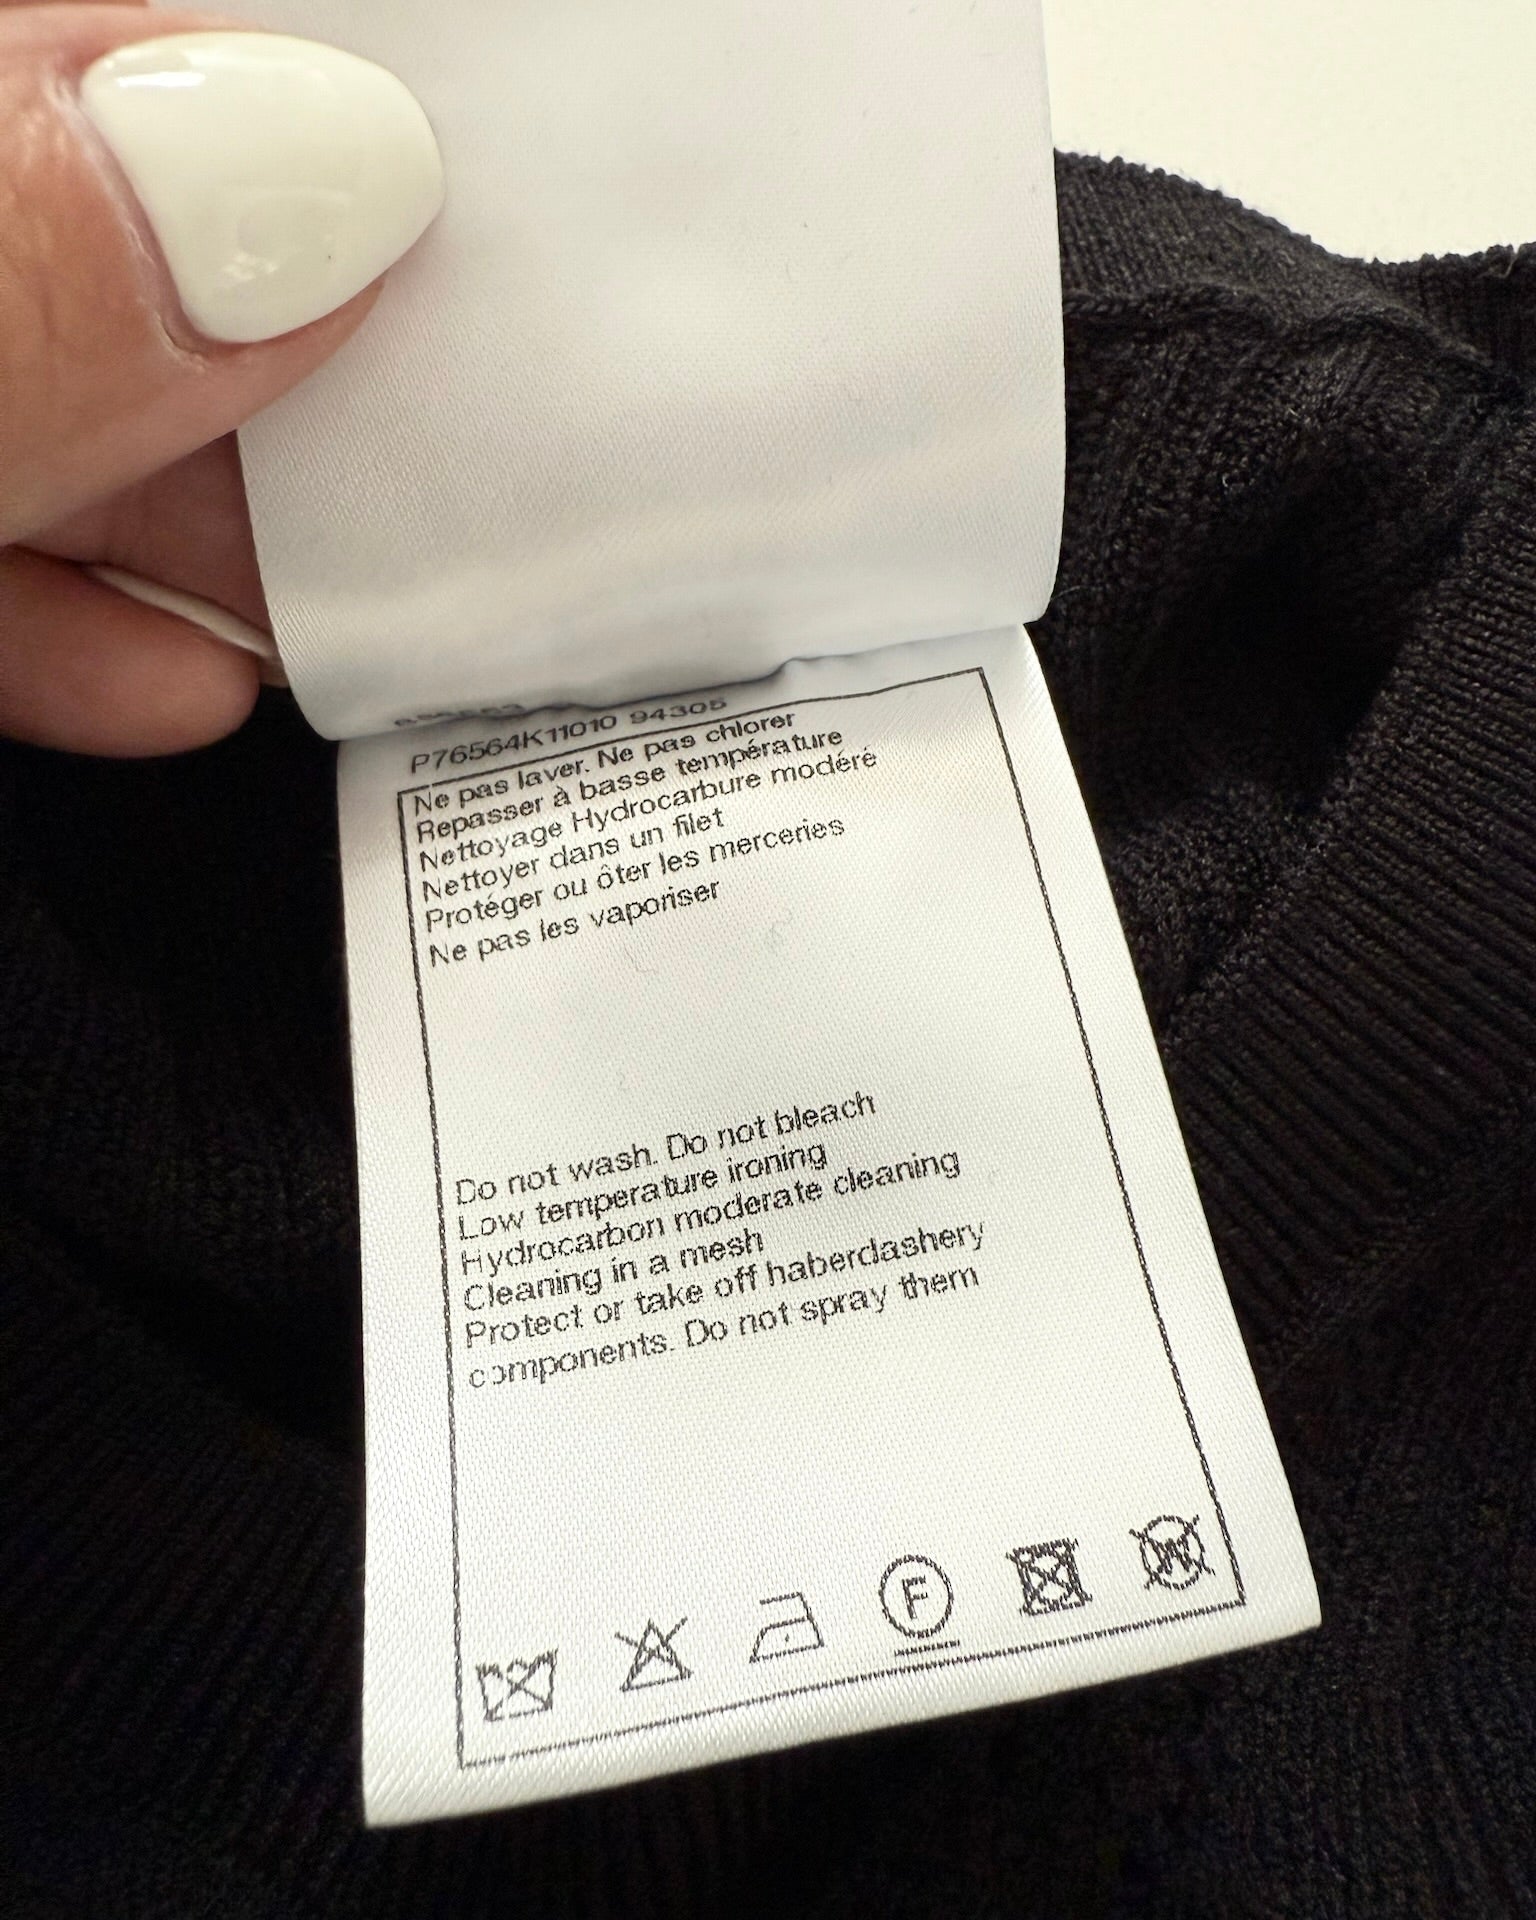 P76564K11010 94305
Ne pas laver. Ne pas chlorer
Repasser à basse température
Nettoyage Hydrocarbure modéré
Nettoyer dans un filet
Protéger ou ôter les merceries
Ne pas les vaporiser
Do not wash. Do not bleach
Low temperature ironing
Hydrocarbon moderate cleaning
Cleaning in a mesh
Protect or take off haberdashery
components. Do not spray them
F
W